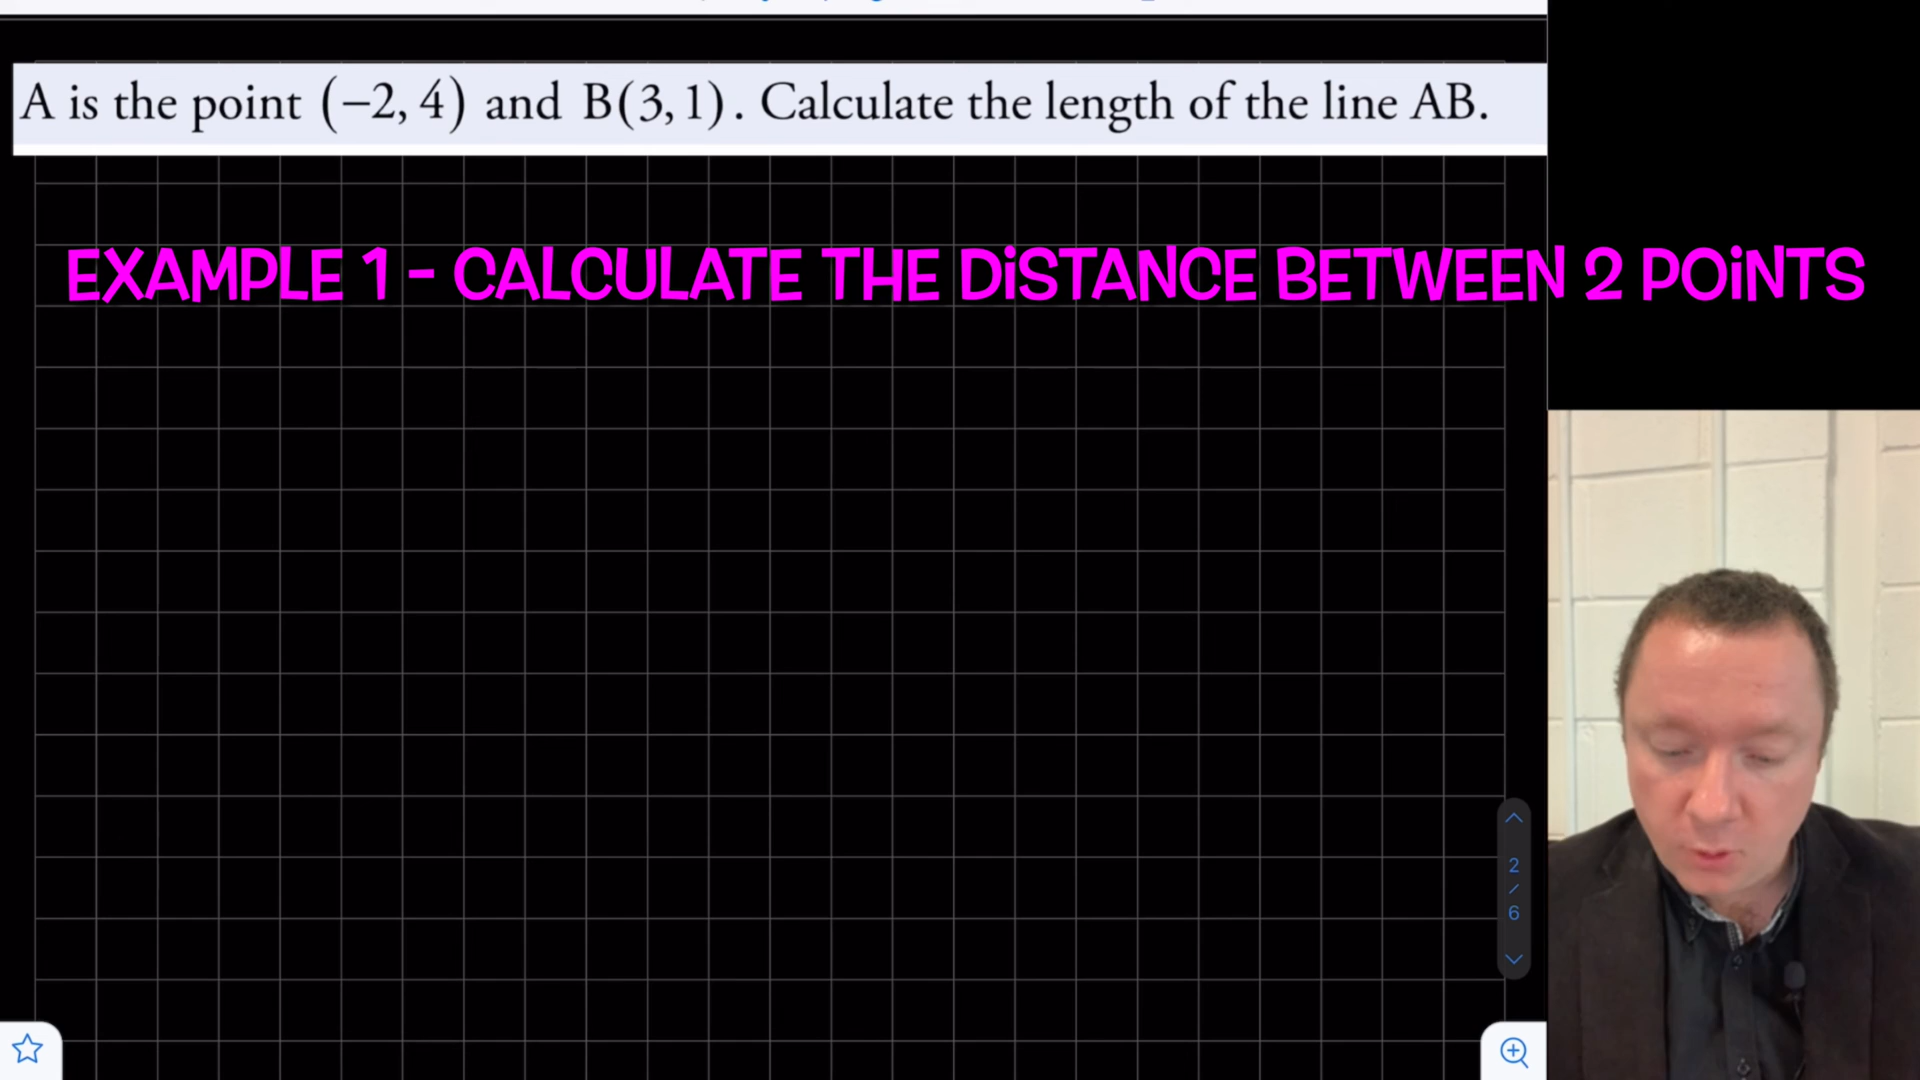 A is the point (−2, 4) and B(3, 1). Calculate the length of the line AB.
EXAMPLE 1 - CALCULATE THE DiSTANCE BETWEEN 2 POiNTS
2
/
6